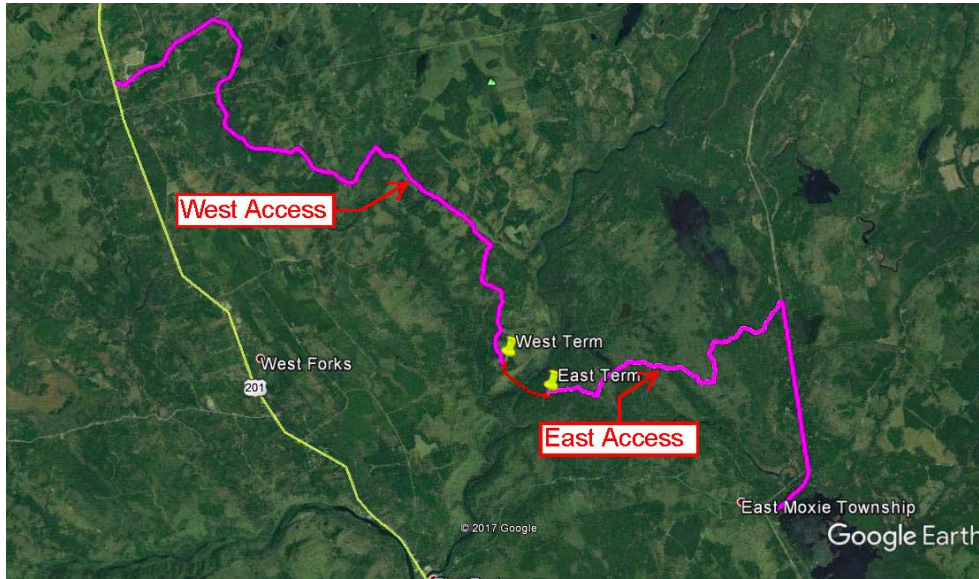 West Access
West Term
West Forks
East Term
201
East Access
East Moxie Township
© 2017 Google
Google Earth